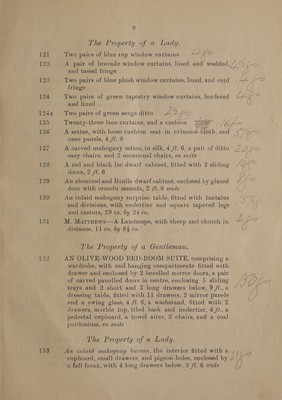 9
The Property of a Lady.
121 Two pairs of blue rep window curtains
122 A pair of brocade window curtains, lined and wadded, and tassel fringe
123 Two pairs of blue plush window curtains, lined, and cord fringe
124 Two pairs of green tapestry window curtains, bordered and lined
124A Two pairs of green serge ditto
125 Twenty-three lace curtains, and a cushion
126 A settee, with loose cushion seat in crimson cloth, and cane panels, 4 ft. 8
127 A carved mahogany settee, in silk, 4 ft. 6, a pair of ditto easy chairs, and 2 occasional chairs, en suite
128 A red and black lac dwarf cabinet, fitted with 2 sliding doors, 2 ft. 6
129 An ebonised and Boulle dwarf cabinet, enclosed by glazed door with ormolu mounts, 2 ft. 8 wide
130 An inlaid mahogany surprise table, fitted with tantalus and divisions, with undertier and square tapered legs and castors, 29 in. by 24 in.
131 M. MATTHEWS—A Landscape, with sheep and church in distance, 11 in. by 8½ in.
The Property of a Gentleman.
132 AN OLIVE-WOOD BED-ROOM SUITE, comprising a wardrobe, with end hanging compartments fitted with drawer and enclosed by 2 bevelled mirror doors, a pair of carved panelled doors in centre, enclosing 5 sliding trays and 2 short and 2 long drawers below, 9 ft., a dressing table, fitted with 11 drawers, 2 mirror panels and a swing glass, 4 ft. 6, a washstand, fitted with 2 drawers, marble top, tiled back and undertier, 4 ft., a pedestal cupboard, a towel airer, 3 chairs, and a coal purdonium, en suite
The Property of a Lady.
133 An inlaid mahogany bureau, the interior fitted with a cupboard, small drawers and pigeon-holes, enclosed by a fall front, with 4 long drawers below, 3 ft. 6 wide